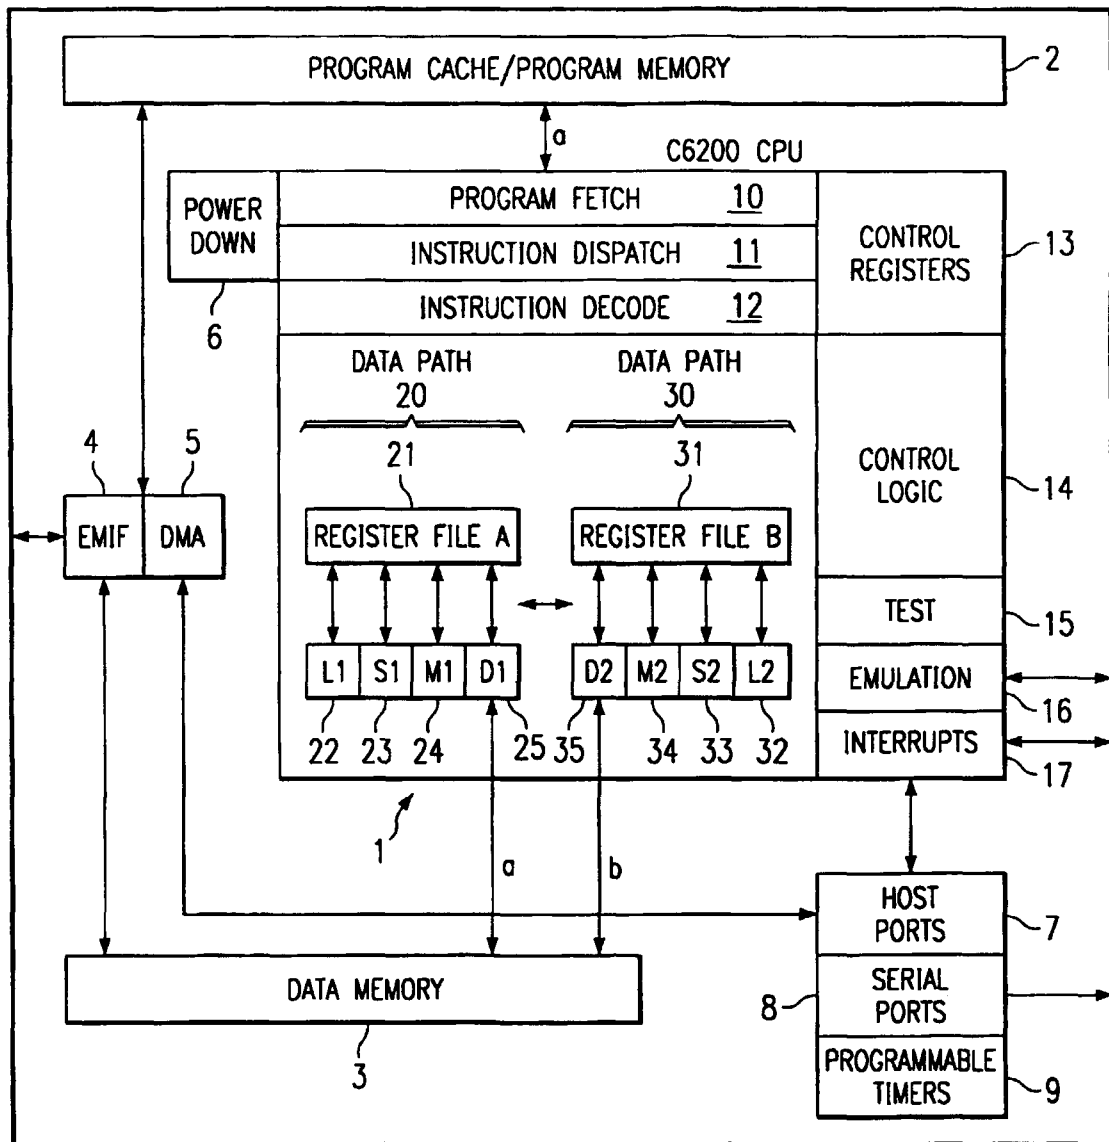 PROGRAM CACHE/PROGRAM MEMORY
2
a
C6200 CPU
POWER
DOWN
6
PROGRAM FETCH 10
INSTRUCTION DISPATCH 11
INSTRUCTION DECODE 12
CONTROL
REGISTERS
13
DATA PATH
20
DATA PATH
30
21
31
CONTROL
LOGIC
14
4
5
EMIF
DMA
REGISTER FILE A
REGISTER FILE B
TEST
15
L1
S1
M1
D1
D2
M2
S2
L2
EMULATION
16
22
23
24
25
35
34
33
32
INTERRUPTS
17
1
a
b
HOST
PORTS
7
DATA MEMORY
3
SERIAL
PORTS
8
PROGRAMMABLE
TIMERS
9